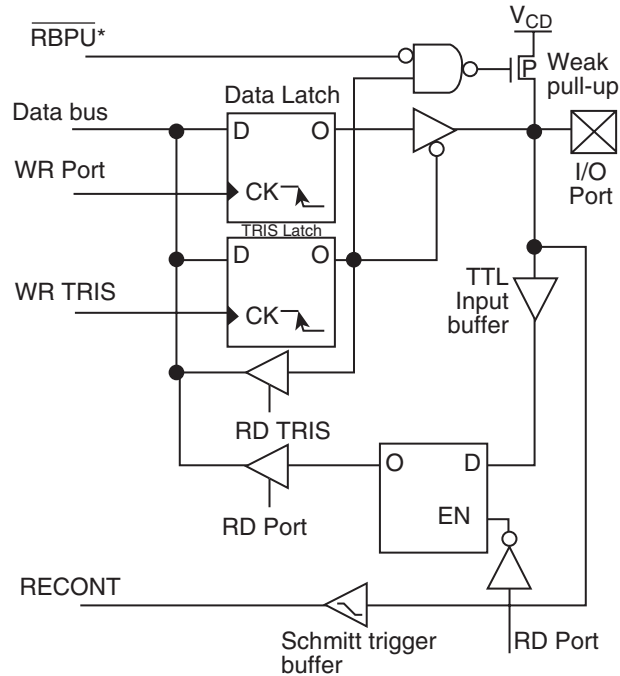 RBPU*
VCD
P
Weak
pull-up
Data bus
Data Latch
D
O
WR Port
CK
I/O
Port
TRIS Latch
D
O
WR TRIS
CK
TTL
Input
buffer
RD TRIS
O
D
EN
RD Port
RECONT
Schmitt trigger
buffer
RD Port